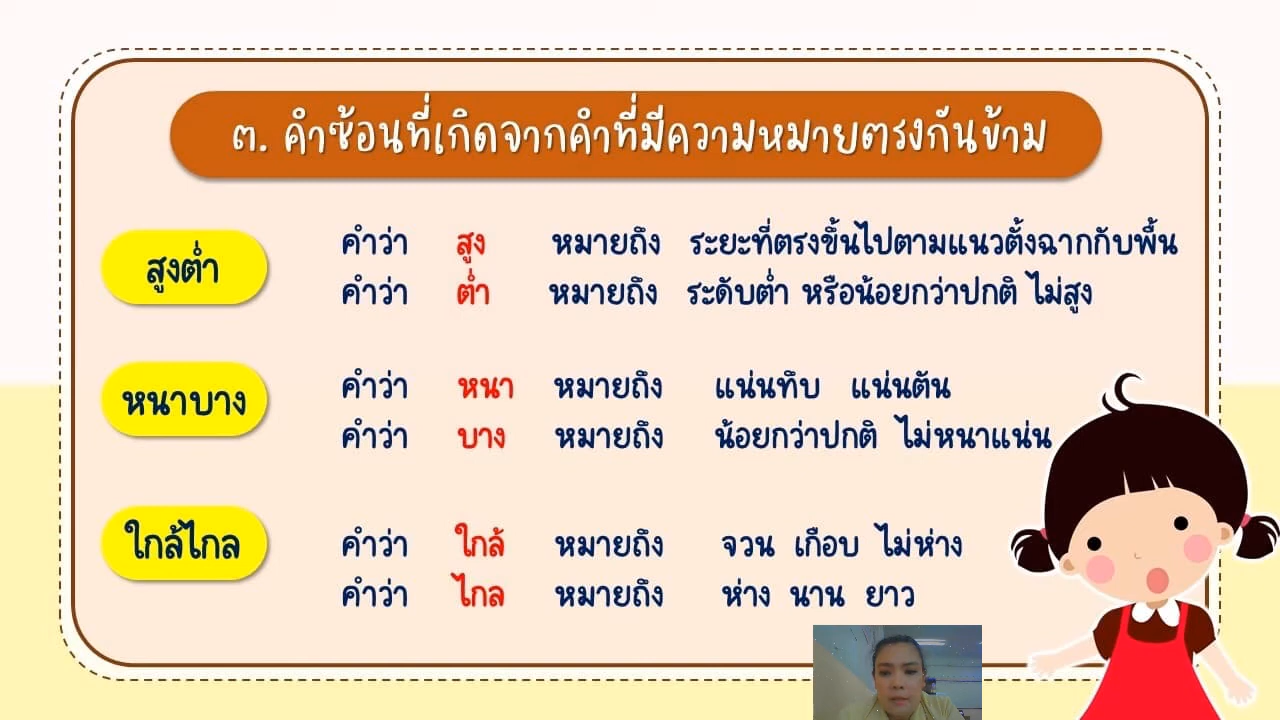 ๓. คำซ้อนที่เกิดจากคำที่มีความหมายตรงกันข้าม
สูงต่ำ
คำว่า สูง หมายถึง ระยะที่ตรงขึ้นไปตามแนวตั้งฉากกับพื้น
คำว่า ต่ำ หมายถึง ระดับต่ำ หรือน้อยกว่าปกติ ไม่สูง
หนาบาง
คำว่า หนา หมายถึง แน่นทึบ แน่นตัน
คำว่า บาง หมายถึง น้อยกว่าปกติ ไม่หนาแน่น
ใกล้ไกล
คำว่า ใกล้ หมายถึง จวน เกือบ ไม่ห่าง
คำว่า ไกล หมายถึง ห่าง นาน ยาว